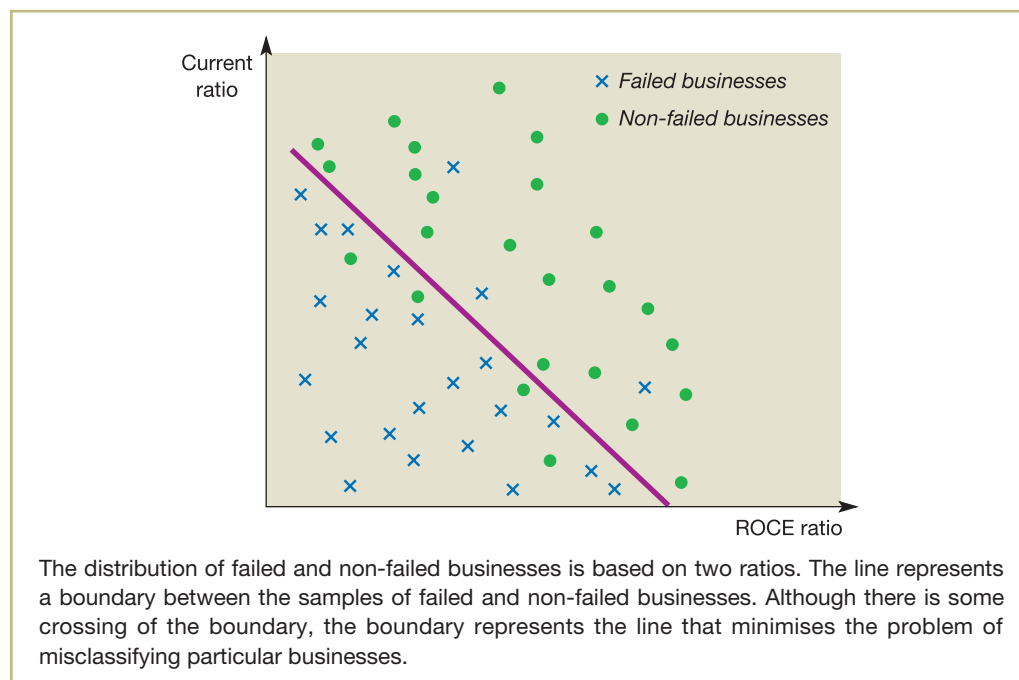 Current
ratio
Failed businesses
Non-failed businesses
ROCE ratio
The distribution of failed and non-failed businesses is based on two ratios. The line represents
a boundary between the samples of failed and non-failed businesses. Although there is some
crossing of the boundary, the boundary represents the line that minimises the problem of
misclassifying particular businesses.